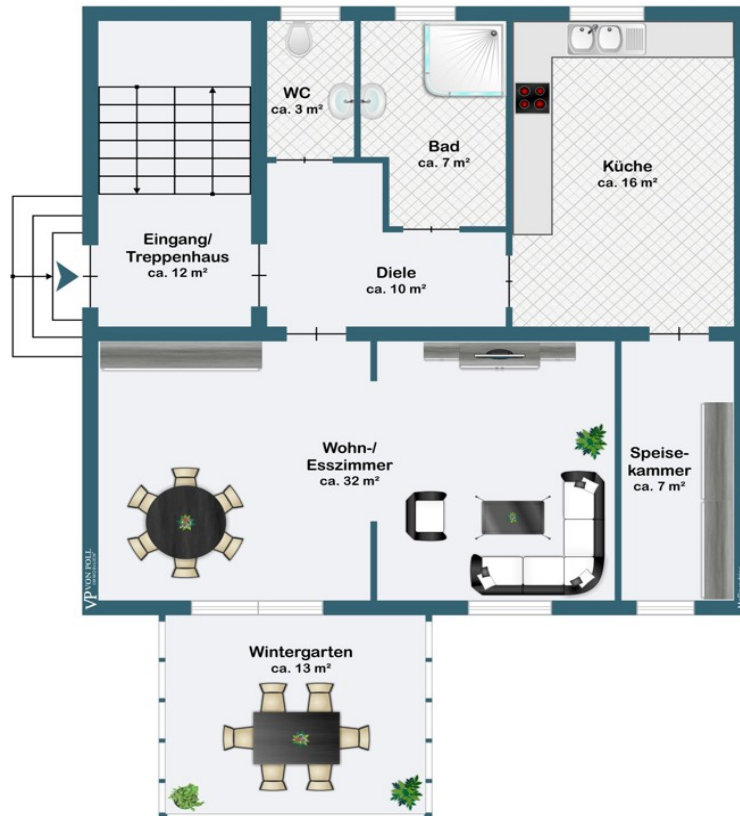 WC
ca. 3 m²
Bad
ca. 7 m²
Küche
ca. 16 m²
Eingang/
Treppenhaus
ca. 12 m²
Diele
ca. 10 m²
Wohn-/
Esszimmer
ca. 32 m²
Speise-
kammer
ca. 7 m²
VP VON POLL
IMMOBILIEN
Wintergarten
ca. 13 m²